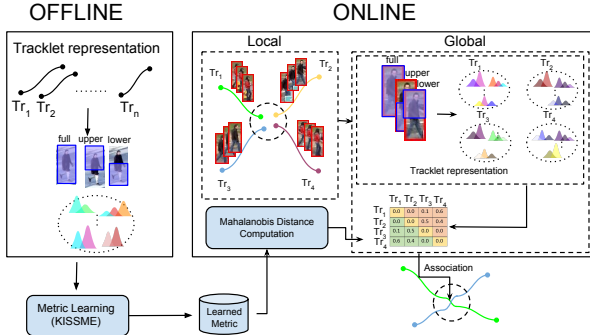 OFFLINE
ONLINE
Tracklet representation
Tr1 Tr2 ...... Trn
full upper lower
Metric Learning
(KISSME)
Learned
Metric
Local
Tr1
Tr2
Tr3
Tr4
Mahalanobis Distance
Computation
Global
full
upper
lower
Tr1
Tr2
Tr3
Tr4
Tracklet representation
Tr1 Tr2 Tr3 Tr4
Tr1 0.0 0.0 0.1 0.6
Tr2 0.0 0.0 0.5 0.4
Tr3 0.1 0.5 0.0 0.0
Tr4 0.6 0.4 0.0 0.0
Association